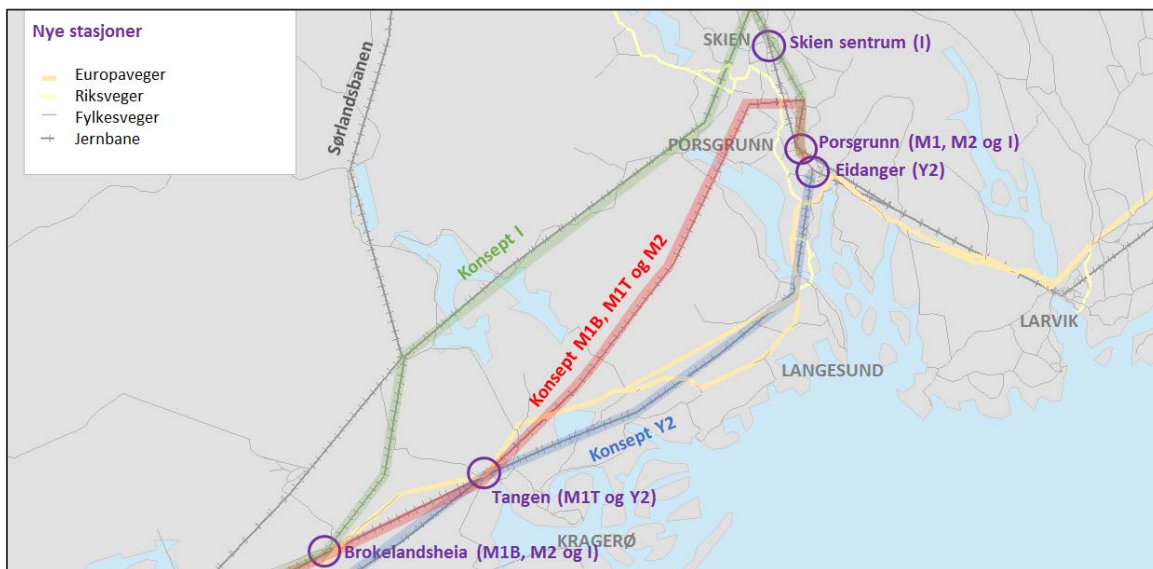 Nye stasjoner
Europaveger
Riksveger
Fylkesveger
Jernbane
Sørlandsbanen
SKIEN
Skien sentrum (I)
PORSGRUNN
Porsgrunn (M1, M2 og I)
Eidanger (Y2)
Konsept I
Konsept M1B, M1T og M2
LARVIK
LANGESUND
Konsept Y2
Tangen (M1T og Y2)
KRAGERØ
Brokelandsheia (M1B, M2 og I)